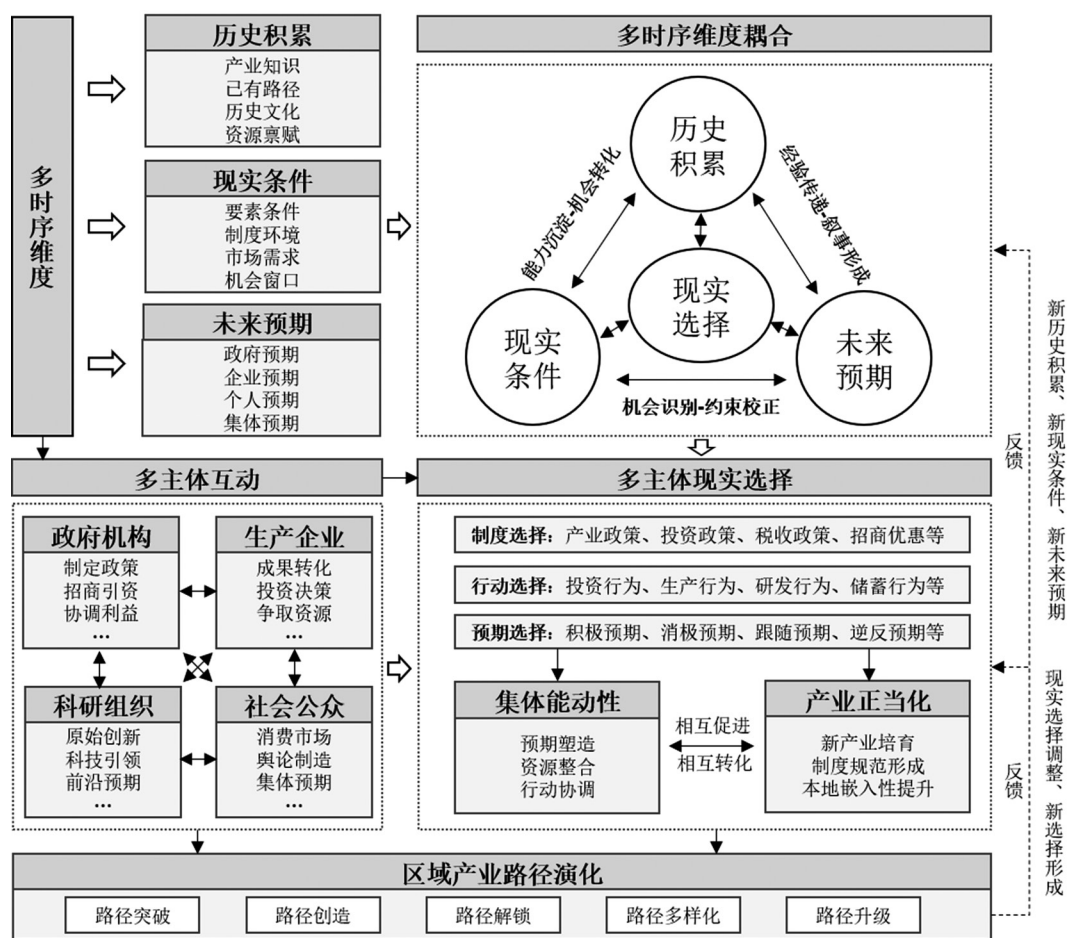 多时序维度
历史积累
产业知识
已有路径
历史文化
资源禀赋
现实条件
要素条件
制度环境
市场需求
机会窗口
未来预期
政府预期
企业预期
个人预期
集体预期
多时序维度耦合
历史
积累
能力沉淀-机会转化
经验传递-叙事形成
现实
选择
现实
条件
未来
预期
机会识别-约束校正
多主体互动
政府机构
制定政策
招商引资
协调利益
...
生产企业
成果转化
投资决策
争取资源
...
科研组织
原始创新
科技引领
前沿预期
...
社会公众
消费市场
舆论制造
集体预期
...
多主体现实选择
制度选择：产业政策、投资政策、税收政策、招商优惠等
行动选择：投资行为、生产行为、研发行为、储蓄行为等
预期选择：积极预期、消极预期、跟随预期、逆反预期等
集体能动性
预期塑造
资源整合
行动协调
相互促进
相互转化
产业正当化
新产业培育
制度规范形成
本地嵌入性提升
反馈
新历史积累、新现实条件、新未来预期
反馈
现实选择调整、新选择形成
区域产业路径演化
路径突破
路径创造
路径解锁
路径多样化
路径升级